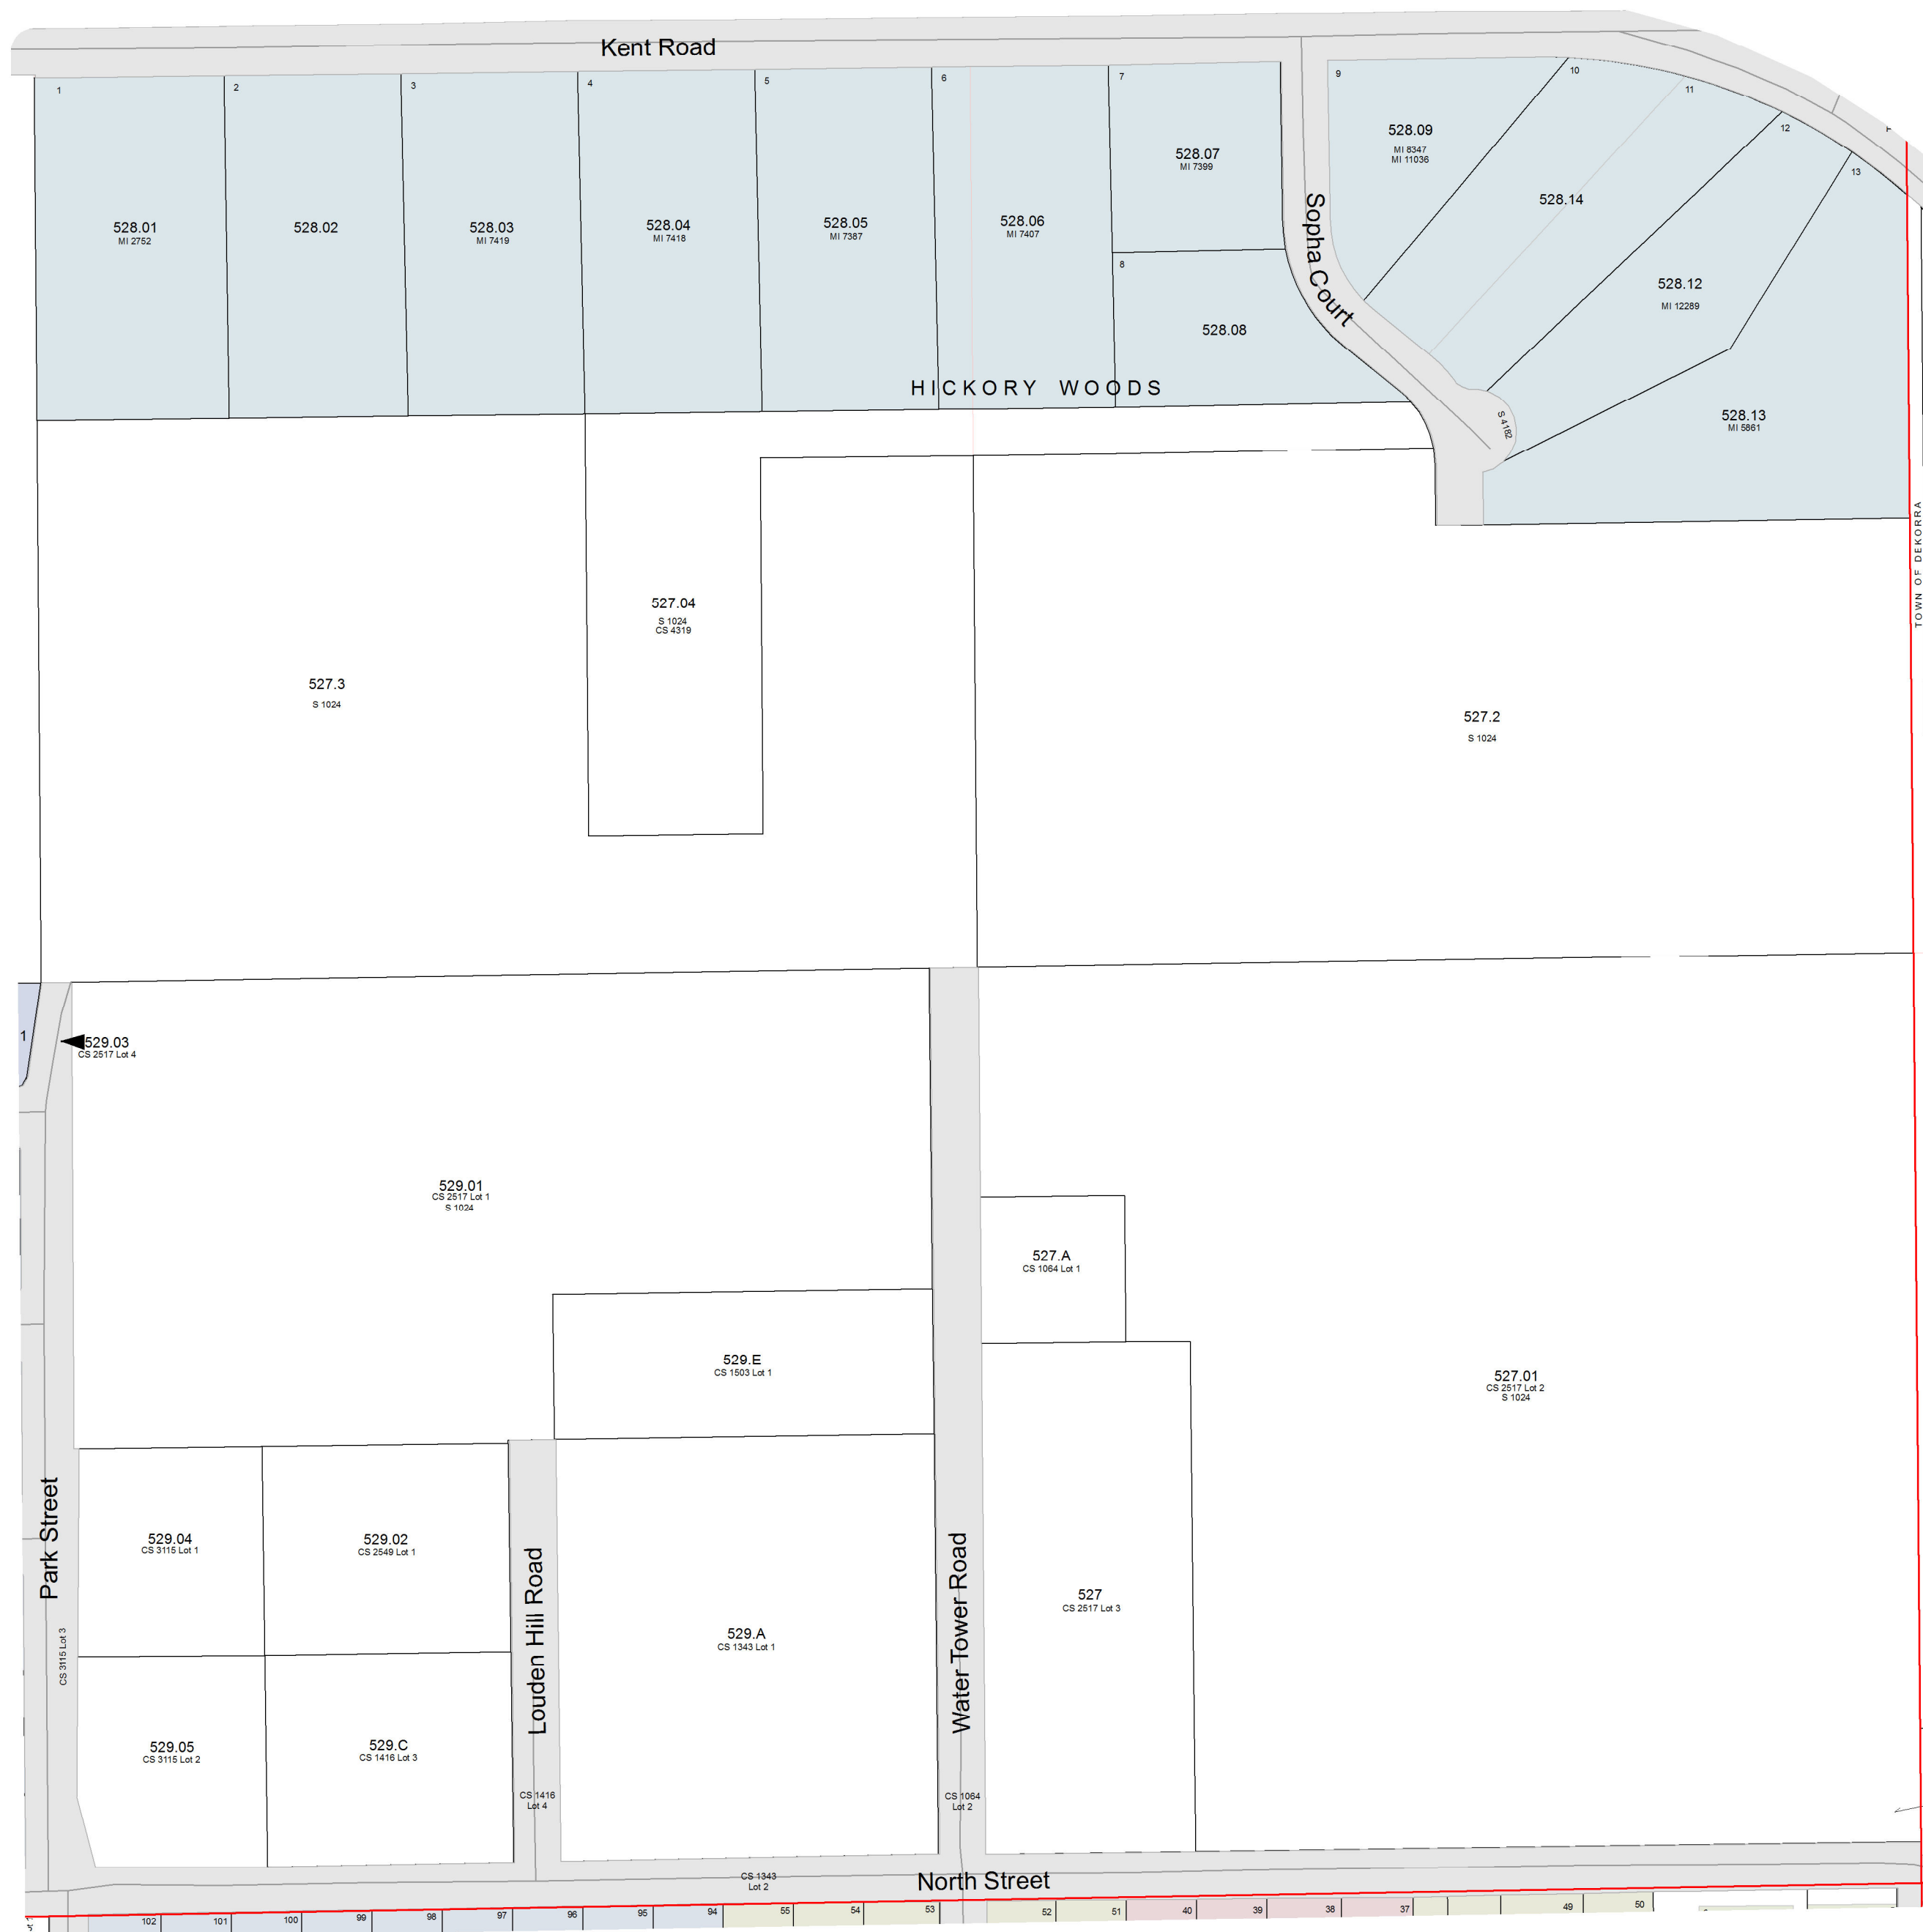 Kent Road
1
2
3
4
5
6
7
9
10
11
12
13
528.01
MI 2752
528.02
528.03
MI 7419
528.04
MI 7418
528.05
MI 7387
528.06
MI 7407
528.07
MI 7399
8
528.08
Sopha Court
528.09
MI 8347
MI 11036
528.14
528.12
MI 12289
528.13
MI 5861
S 4182
HICKORY WOODS
TOWN OF DEKORRA
527.04
S 1024
CS 4319
527.3
S 1024
527.2
S 1024
1
529.03
CS 2517 Lot 4
529.01
CS 2517 Lot 1
S 1024
527.A
CS 1064 Lot 1
529.E
CS 1503 Lot 1
527.01
CS 2517 Lot 2
S 1024
Park Street
CS 3115 Lot 3
529.04
CS 3115 Lot 1
529.02
CS 2549 Lot 1
Louden Hill Road
529.A
CS 1343 Lot 1
Water Tower Road
527
CS 2517 Lot 3
529.05
CS 3115 Lot 2
529.C
CS 1416 Lot 3
CS 1416
Lot 4
CS 1064
Lot 2
CS 1343
Lot 2
North Street
102
101
100
99
98
97
96
95
94
55
54
53
52
51
40
39
38
37
49
50